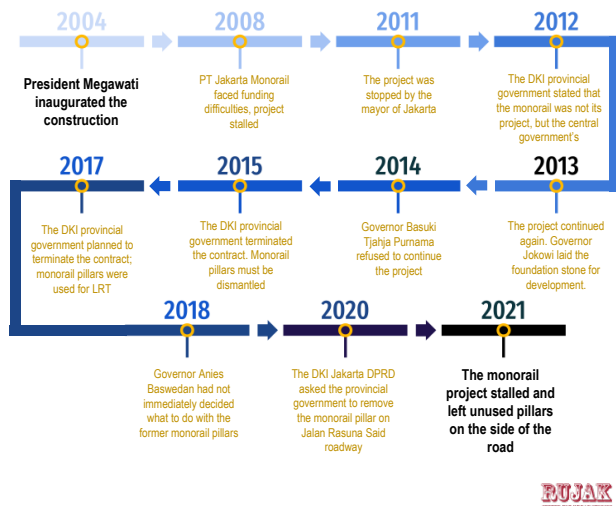 2004
President Megawati
inaugurated the
construction
2008
PT Jakarta Monorail
faced funding
difficulties, project
stalled
2011
The project was
stopped by the
mayor of Jakarta
2012
The DKI provincial
government stated that
the monorail was not its
project, but the central
government's
2013
The project continued
again. Governor
Jokowi laid the
foundation stone for
development.
2014
Governor Basuki
Tjahja Purnama
refused to continue
the project
2015
The DKI provincial
government terminated
the contract. Monorail
pillars must be
dismantled
2017
The DKI provincial
government planned to
terminate the contract;
monorail pillars were
used for LRT
2018
Governor Anies
Baswedan had not
immediately decided
what to do with the
former monorail pillars
2020
The DKI Jakarta DPRD
asked the provincial
government to remove
the monorail pillar on
Jalan Rasuna Said
roadway
2021
The monorail
project stalled and
left unused pillars
on the side of the
road
RUJAK